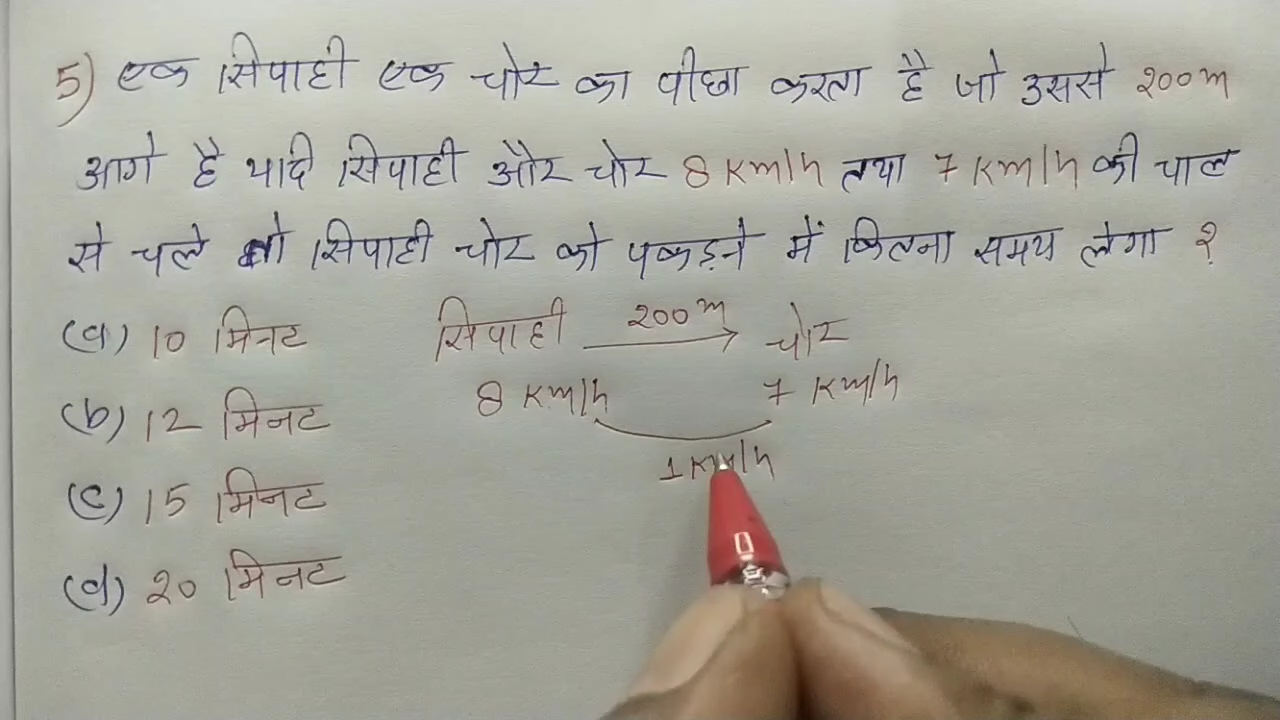 5) एक सिपाही एक चोर का पीछा करता है जो उससे 200m
आगे है यदि सिपाही और चोर 8 Km/h तथा 7 Km/h की चाल
से चले तो सिपाही चोर को पकड़ने में कितना समय लेगा ?
(a) 10 मिनट
(b) 12 मिनट
(c) 15 मिनट
(d) 20 मिनट
सिपाही 200m चोर
8 Km/h 7 Km/h
1 Km/h